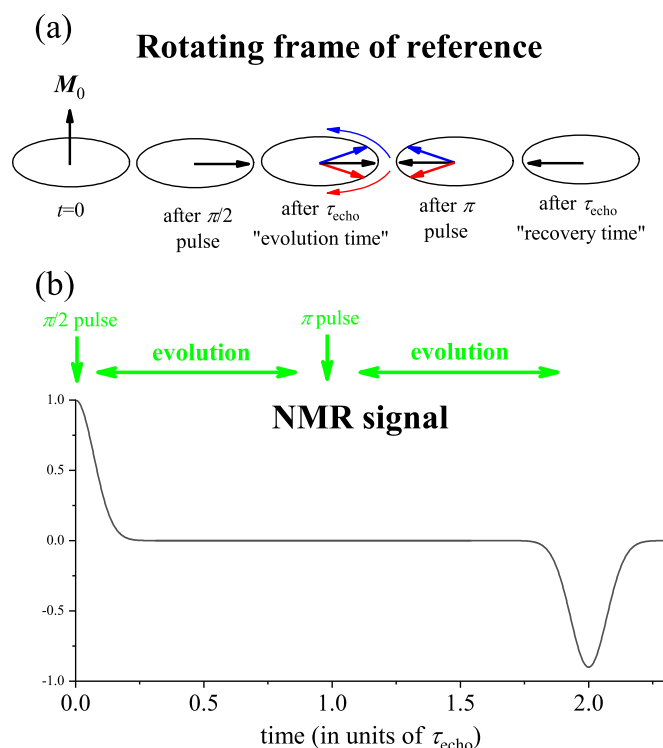 (a)
Rotating frame of reference
M₀
t=0
after π/2
pulse
after τecho
"evolution time"
after π
pulse
after τecho
"recovery time"
(b)
π/2 pulse
π pulse
evolution
evolution
NMR signal
1.0
0.5
0.0
-0.5
-1.0
0.0
0.5
1.0
1.5
2.0
time (in units of τecho)